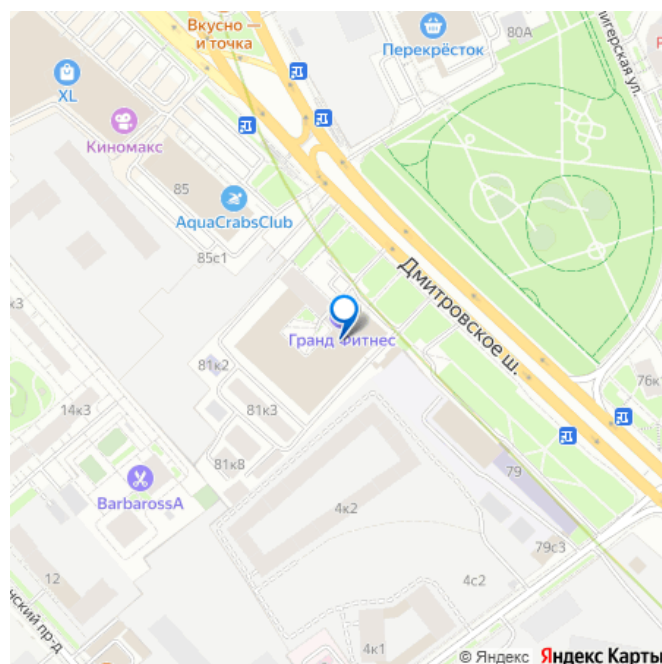 Вкусно —
и точка
80А
Перекрёсток
XL
Киномакс
85
AquaCrabsClub
85с1
Дмитровское ш.
Гранд Фитнес
81к2
81к3
14к3
81к8
BarbarossA
4к2
79
79с3
12
4с2
4к1
© Яндекс Яндекс Карты